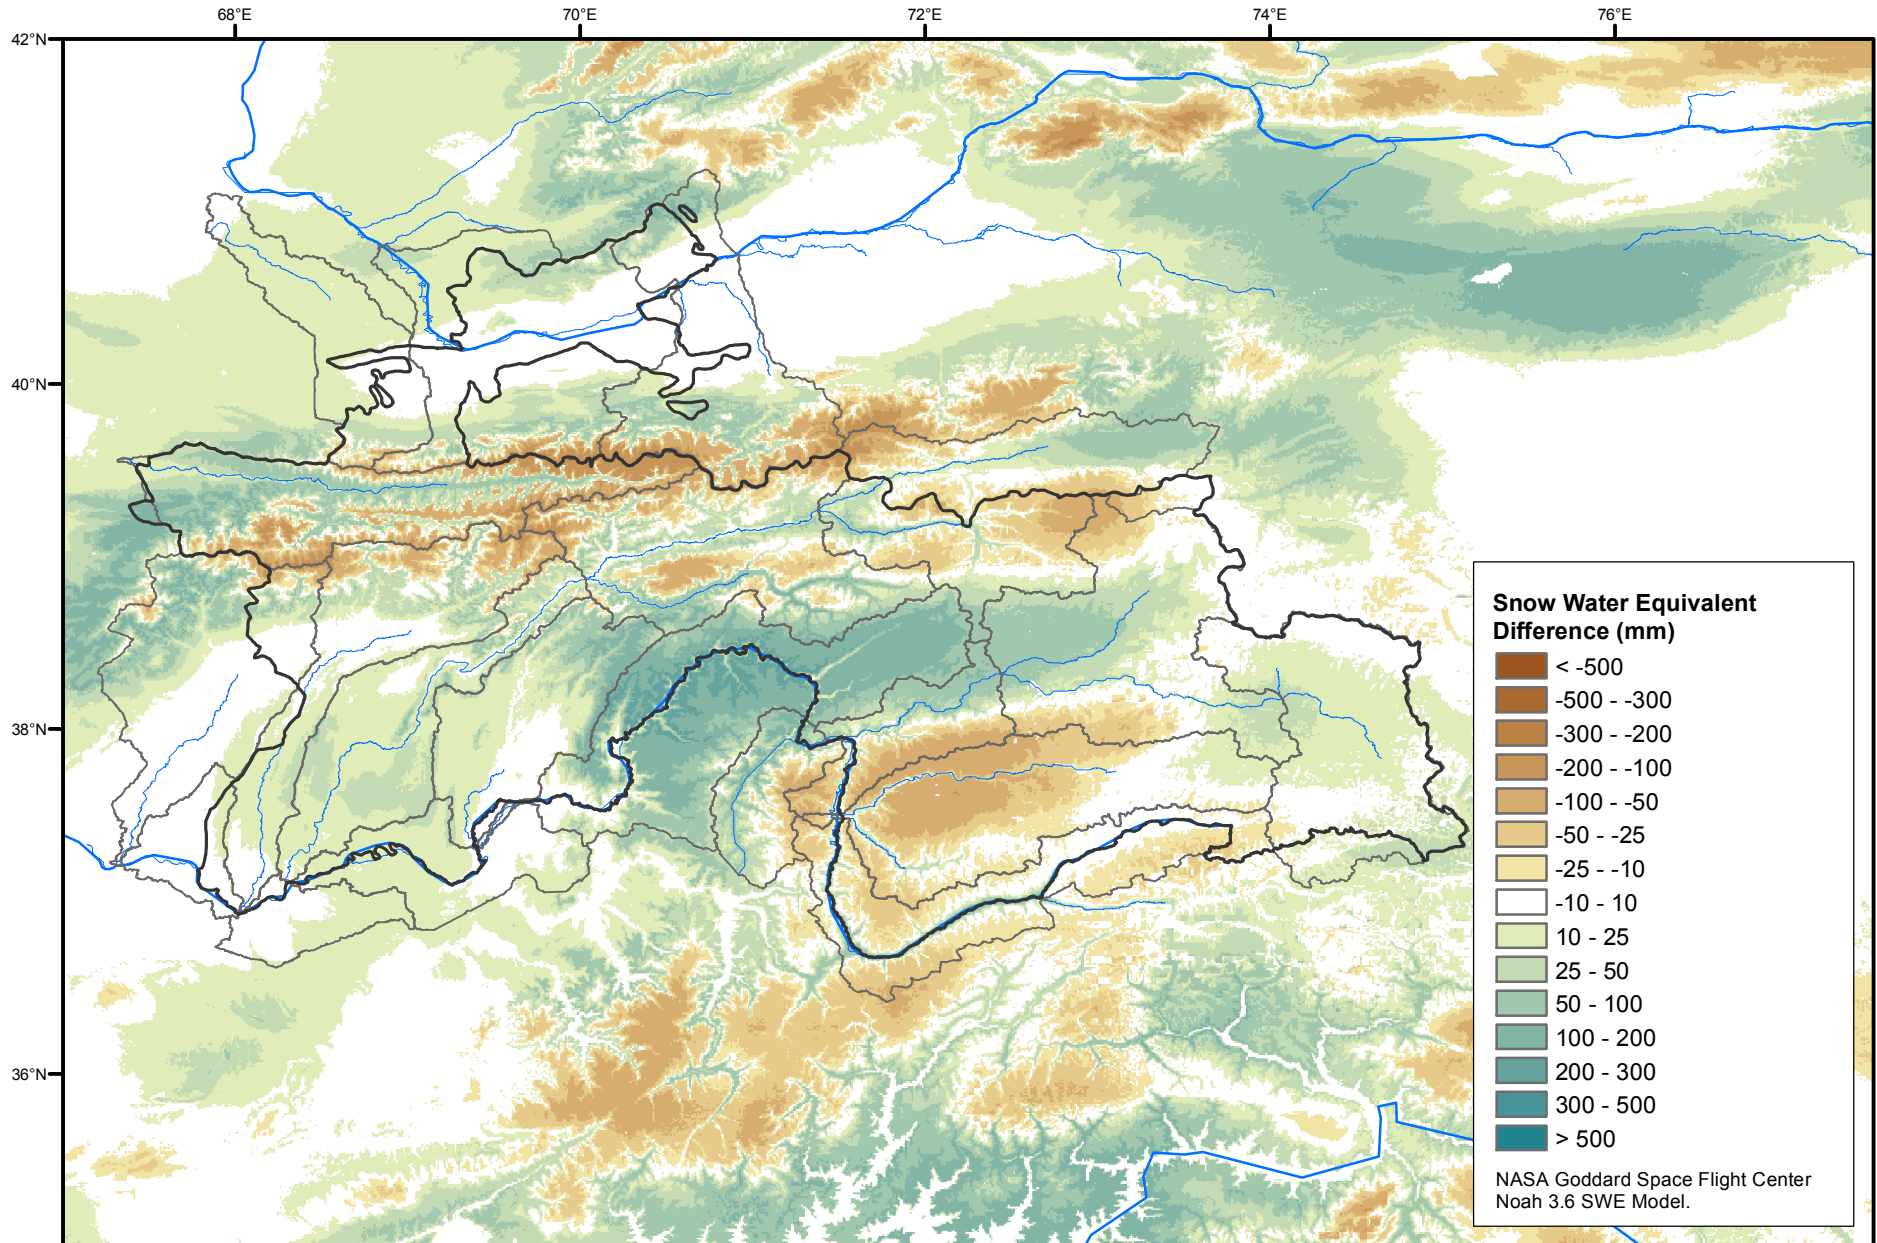 68°E
70°E
72°E
74°E
76°E
42°N
40°N
38°N
36°N
Snow Water Equivalent
Difference (mm)
< -500
-500 - -300
-300 - -200
-200 - -100
-100 - -50
-50 - -25
-25 - -10
-10 - 10
10 - 25
25 - 50
50 - 100
100 - 200
200 - 300
300 - 500
> 500
NASA Goddard Space Flight Center
Noah 3.6 SWE Model.